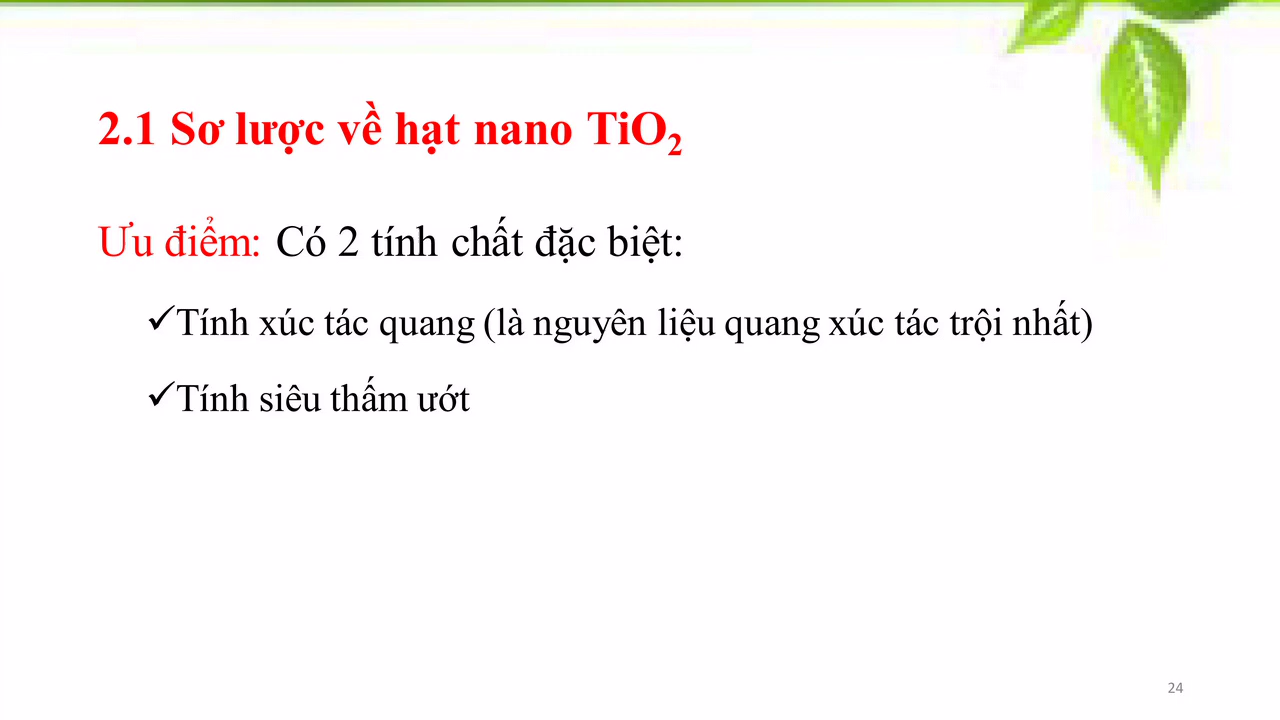 2.1 Sơ lược về hạt nano TiO₂
Ưu điểm: Có 2 tính chất đặc biệt:
✓Tính xúc tác quang (là nguyên liệu quang xúc tác trội nhất)
✓Tính siêu thấm ướt
24